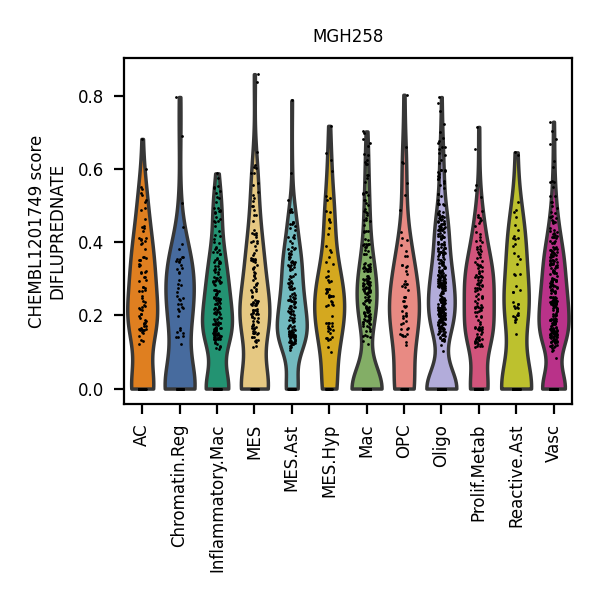 MGH258
CHEMBL1201749 score
DIFLUPREDNATE
0.8
0.6
0.4
0.2
0.0
AC
Chromatin.Reg
Inflammatory.Mac
MES
MES.Ast
MES.Hyp
Mac
OPC
Oligo
Prolif.Metab
Reactive.Ast
Vasc